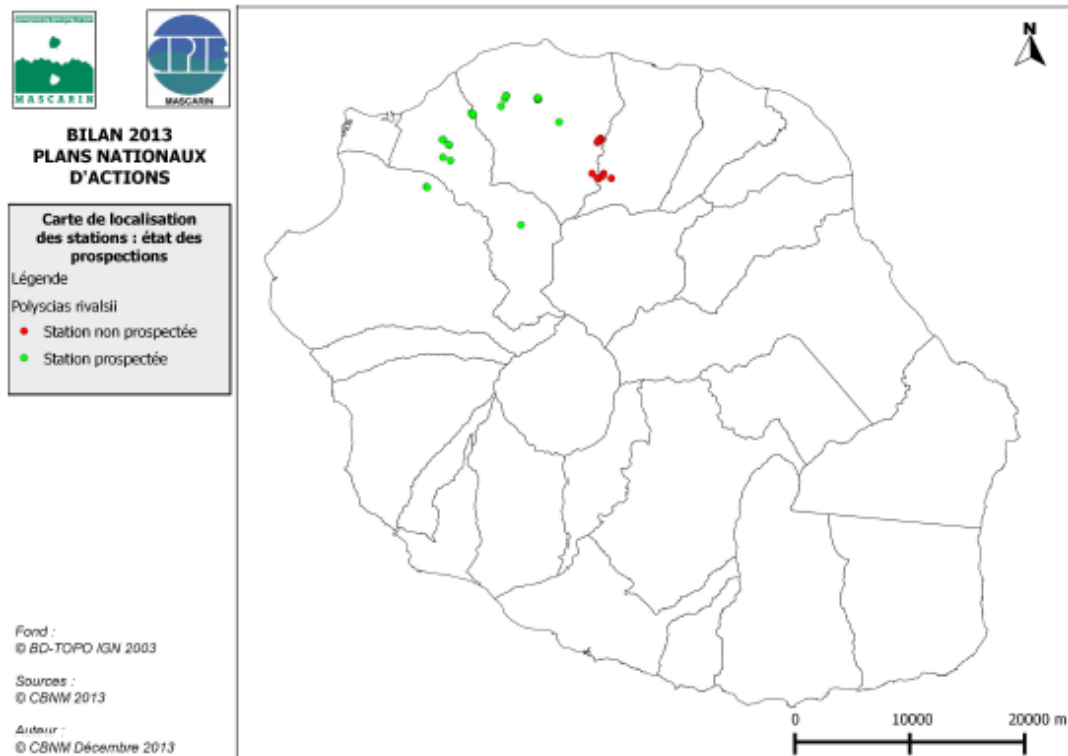 MASCARIN
CPIE
MASCARIN
BILAN 2013
PLANS NATIONAUX
D'ACTIONS
Carte de localisation
des stations : état des
prospections
Légende
Polyscias rivalsii
Station non prospectée
Station prospectée
Fond :
© BD-TOPO IGN 2003
Sources :
© CBNM 2013
Auteur :
© CBNM Décembre 2013
N
0 10000 20000 m